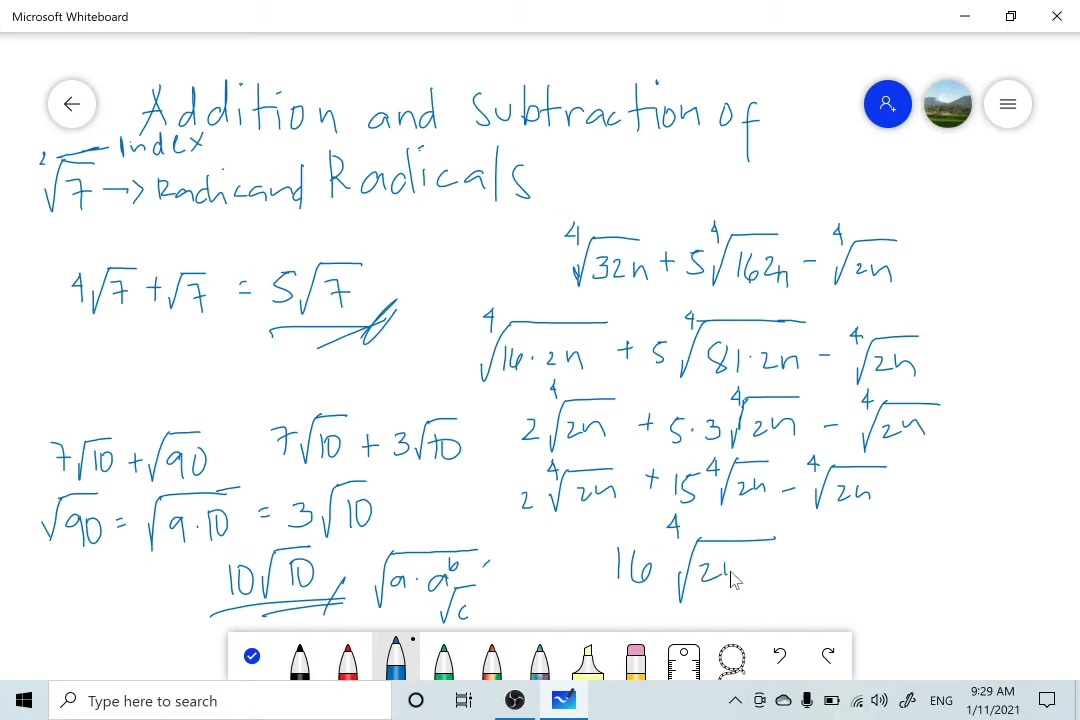 Microsoft Whiteboard
Addition and Subtraction of
Radicals
2 Index
√7 → Radicand
4√7 + √7 = 5√7
7√10 + √90
7√10 + 3√10
√90 = √9·10 = 3√10
10√10
√a·a^b
√c
⁴√32n + 5⁴√162n − ⁴√2n
⁴√16·2n + 5⁴√81·2n − ⁴√2n
2⁴√2n + 5·3⁴√2n − ⁴√2n
2⁴√2n + 15⁴√2n − ⁴√2n
16⁴√2n
Type here to search
ENG
9:29 AM
1/11/2021